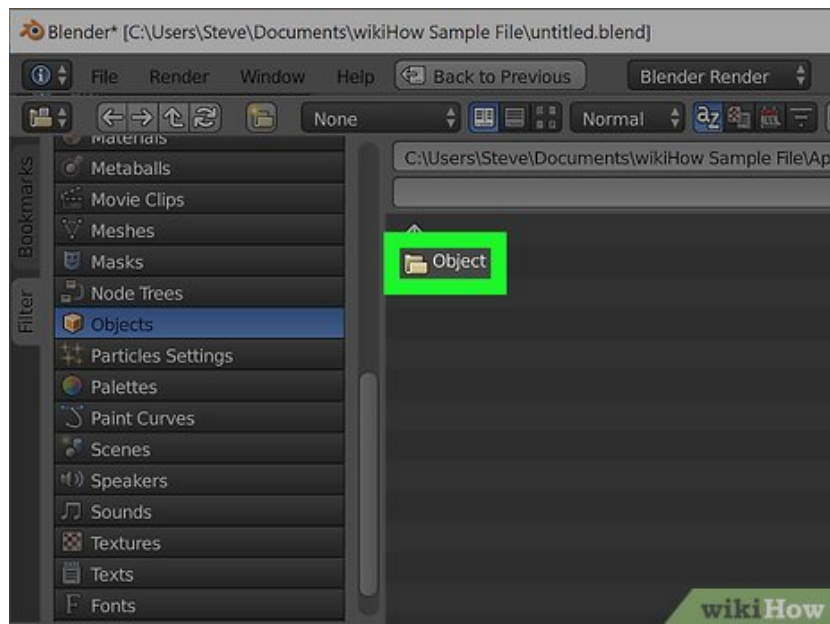 Blender* [C:\Users\Steve\Documents\wikiHow Sample File\untitled.blend]
File Render Window Help Back to Previous Blender Render
None Normal
Materials
C:\Users\Steve\Documents\wikiHow Sample File\Ap
Metaballs
Movie Clips
Meshes
Object
Masks
Node Trees
Objects
Particles Settings
Palettes
Paint Curves
Scenes
Speakers
Sounds
Textures
Texts
Fonts
Bookmarks
Filter
wikiHow